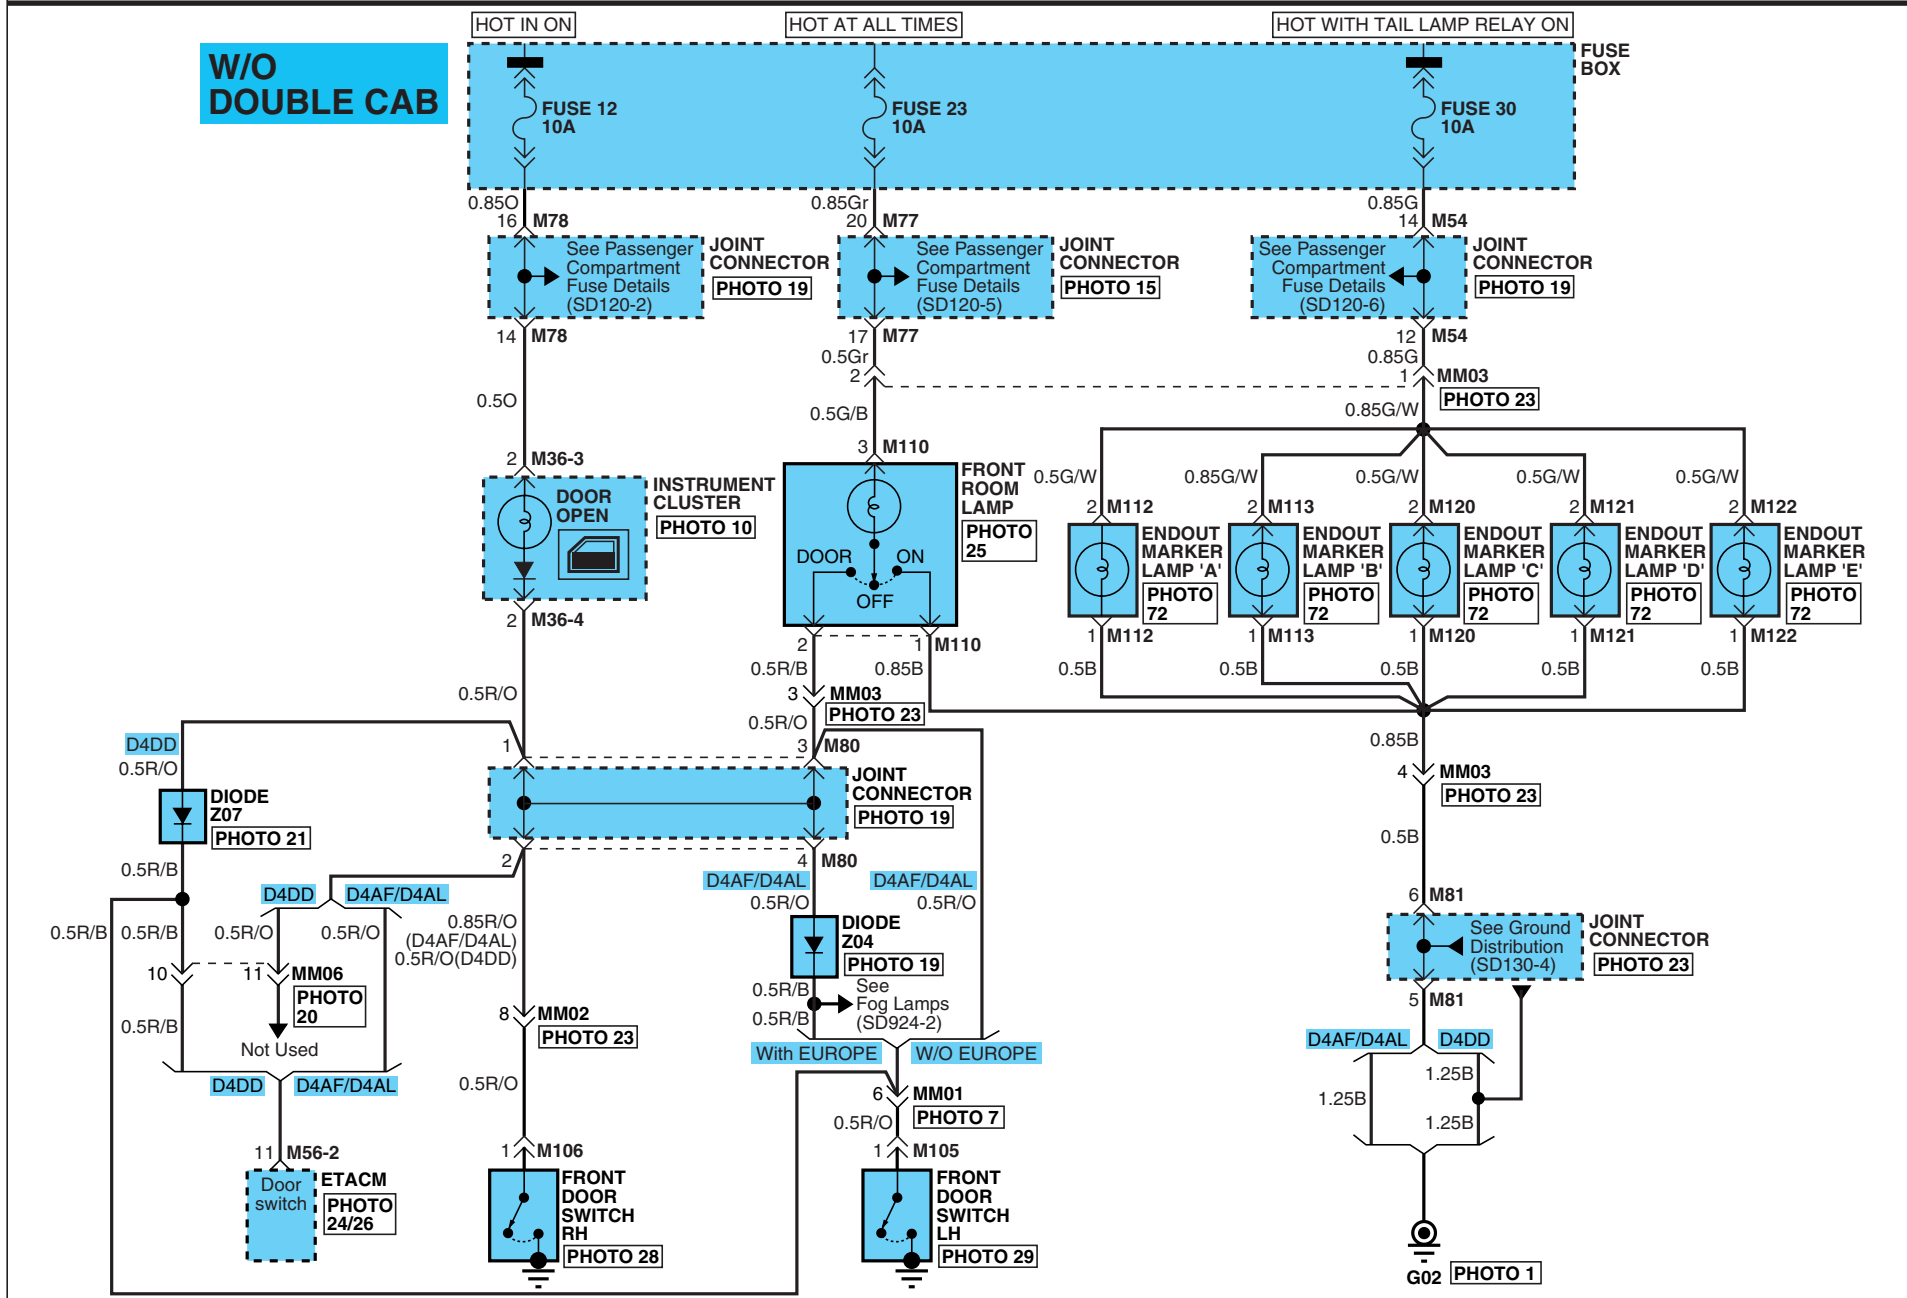 HOT IN ON
HOT AT ALL TIMES
HOT WITH TAIL LAMP RELAY ON
W/O
DOUBLE CAB
FUSE
BOX
FUSE 12
10A
FUSE 23
10A
FUSE 30
10A
0.85O
16 M78
0.85Gr
20 M77
0.85G
14 M54
See Passenger
Compartment
Fuse Details
(SD120-2)
JOINT
CONNECTOR
PHOTO 19
See Passenger
Compartment
Fuse Details
(SD120-5)
JOINT
CONNECTOR
PHOTO 15
See Passenger
Compartment
Fuse Details
(SD120-6)
JOINT
CONNECTOR
PHOTO 19
14 M78
17 M77
12 M54
0.5Gr
0.85G
2
1 MM03
PHOTO 23
0.5O
0.5G/B
0.85G/W
2 M36-3
3 M110
DOOR
OPEN
INSTRUMENT
CLUSTER
PHOTO 10
FRONT
ROOM
LAMP
PHOTO
25
DOOR
ON
OFF
0.5G/W
0.85G/W
0.5G/W
0.5G/W
0.5G/W
2 M112
2 M113
2 M120
2 M121
2 M122
ENDOUT
MARKER
LAMP 'A'
PHOTO
72
ENDOUT
MARKER
LAMP 'B'
PHOTO
72
ENDOUT
MARKER
LAMP 'C'
PHOTO
72
ENDOUT
MARKER
LAMP 'D'
PHOTO
72
ENDOUT
MARKER
LAMP 'E'
PHOTO
72
2 M36-4
2
1 M110
1 M112
1 M113
1 M120
1 M121
1 M122
0.5R/B
0.85B
0.5B
0.5B
0.5B
0.5B
0.5B
0.5R/O
3 MM03
PHOTO 23
0.5R/O
D4DD
0.5R/O
1
3 M80
0.85B
JOINT
CONNECTOR
PHOTO 19
4 MM03
PHOTO 23
DIODE
Z07
PHOTO 21
0.5B
0.5R/B
2
4 M80
D4DD
D4AF/D4AL
D4AF/D4AL
0.5R/O
D4AF/D4AL
0.5R/O
6 M81
0.5R/B
0.5R/B
0.5R/O
0.5R/O
0.85R/O
(D4AF/D4AL)
0.5R/O(D4DD)
DIODE
Z04
PHOTO 19
See Ground
Distribution
(SD130-4)
JOINT
CONNECTOR
PHOTO 23
10
11 MM06
PHOTO
20
0.5R/B
See
Fog Lamps
(SD924-2)
0.5R/B
5 M81
0.5R/B
Not Used
8 MM02
PHOTO 23
With EUROPE
W/O EUROPE
D4AF/D4AL
D4DD
D4DD
D4AF/D4AL
0.5R/O
6 MM01
PHOTO 7
0.5R/O
1.25B
1.25B
1.25B
11 M56-2
1 M106
1 M105
Door
switch
ETACM
PHOTO
24/26
FRONT
DOOR
SWITCH
RH
PHOTO 28
FRONT
DOOR
SWITCH
LH
PHOTO 29
G02
PHOTO 1